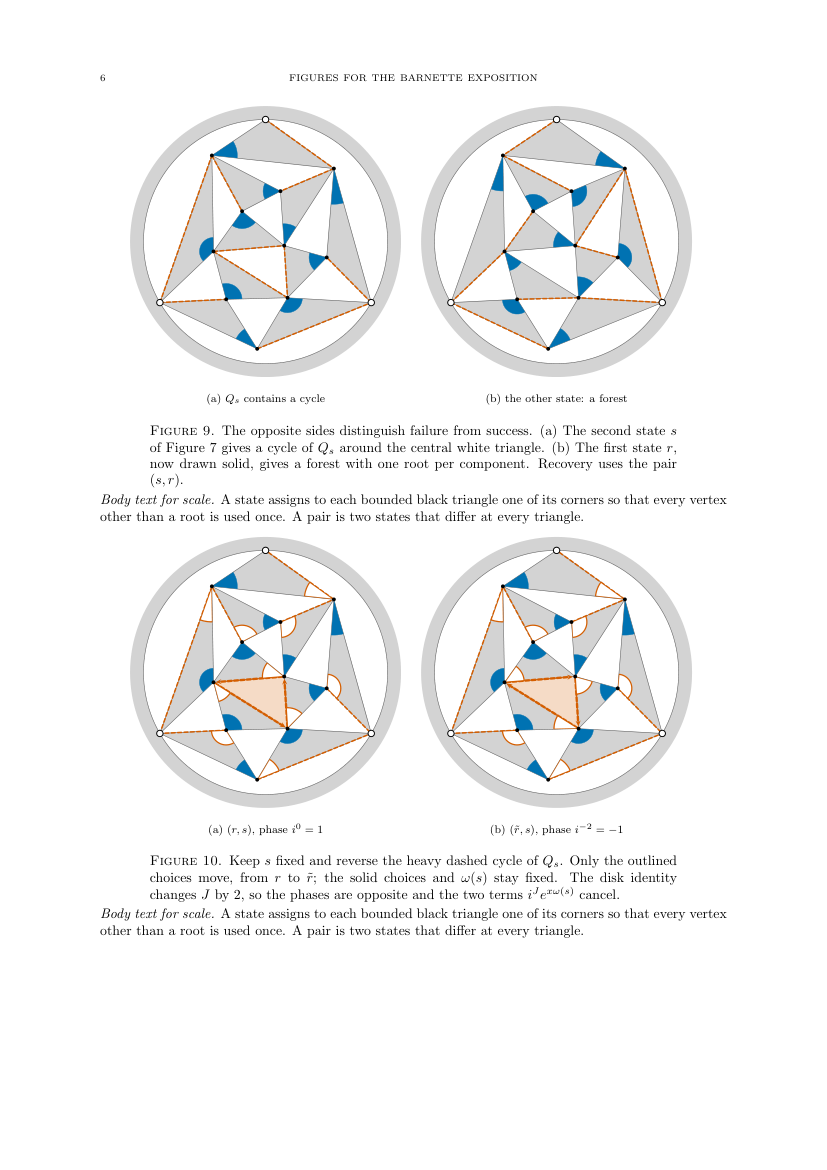 6
FIGURES FOR THE BARNETTE EXPOSITION
(a) Qₛ contains a cycle
(b) the other state: a forest
FIGURE 9. The opposite sides distinguish failure from success. (a) The second state s
of Figure 7 gives a cycle of Qₛ around the central white triangle. (b) The first state r,
now drawn solid, gives a forest with one root per component. Recovery uses the pair
(s, r).
Body text for scale. A state assigns to each bounded black triangle one of its corners so that every vertex
other than a root is used once. A pair is two states that differ at every triangle.
(a) (r, s), phase i⁰ = 1
(b) (r̃, s), phase i⁻² = −1
FIGURE 10. Keep s fixed and reverse the heavy dashed cycle of Qₛ. Only the outlined
choices move, from r to r̃; the solid choices and ω(s) stay fixed. The disk identity
changes J by 2, so the phases are opposite and the two terms iᴶeˣᵚ⁽ˢ⁾ cancel.
Body text for scale. A state assigns to each bounded black triangle one of its corners so that every vertex
other than a root is used once. A pair is two states that differ at every triangle.